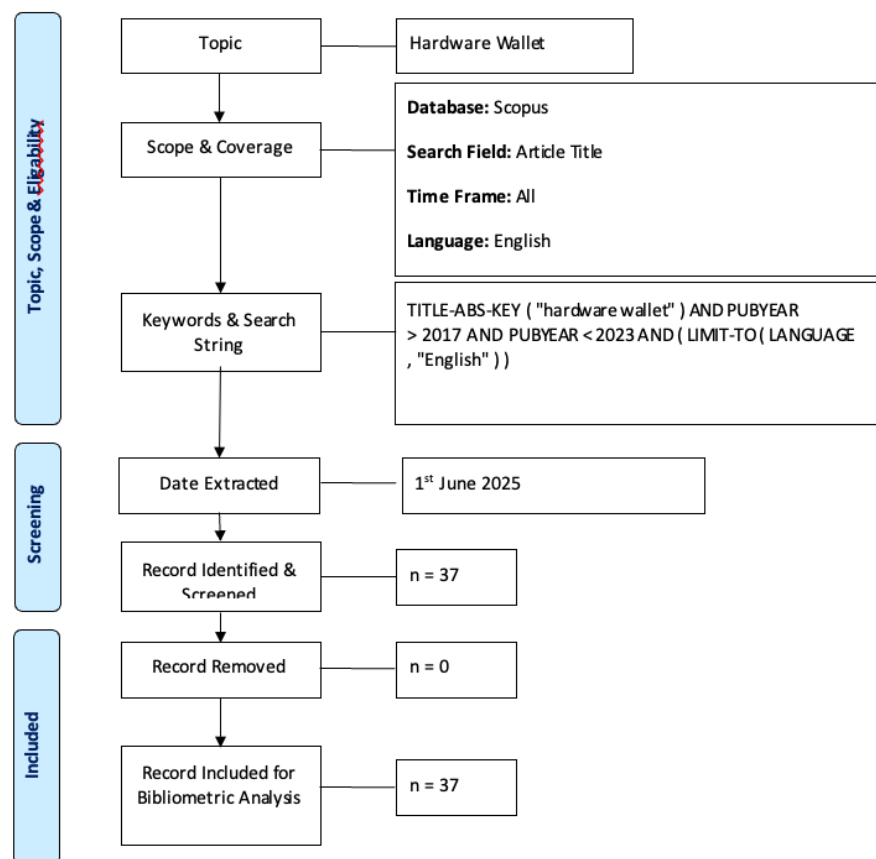 Topic, Scope & Eligability
Topic
Hardware Wallet
Scope & Coverage
Database: Scopus
Search Field: Article Title
Time Frame: All
Language: English
Keywords & Search
String
TITLE-ABS-KEY ( "hardware wallet" ) AND PUBYEAR
> 2017 AND PUBYEAR < 2023 AND ( LIMIT-TO ( LANGUAGE
, "English" ) )
Screening
Date Extracted
1st June 2025
Record Identified &
Screened
n = 37
Included
Record Removed
n = 0
Record Included for
Bibliometric Analysis
n = 37